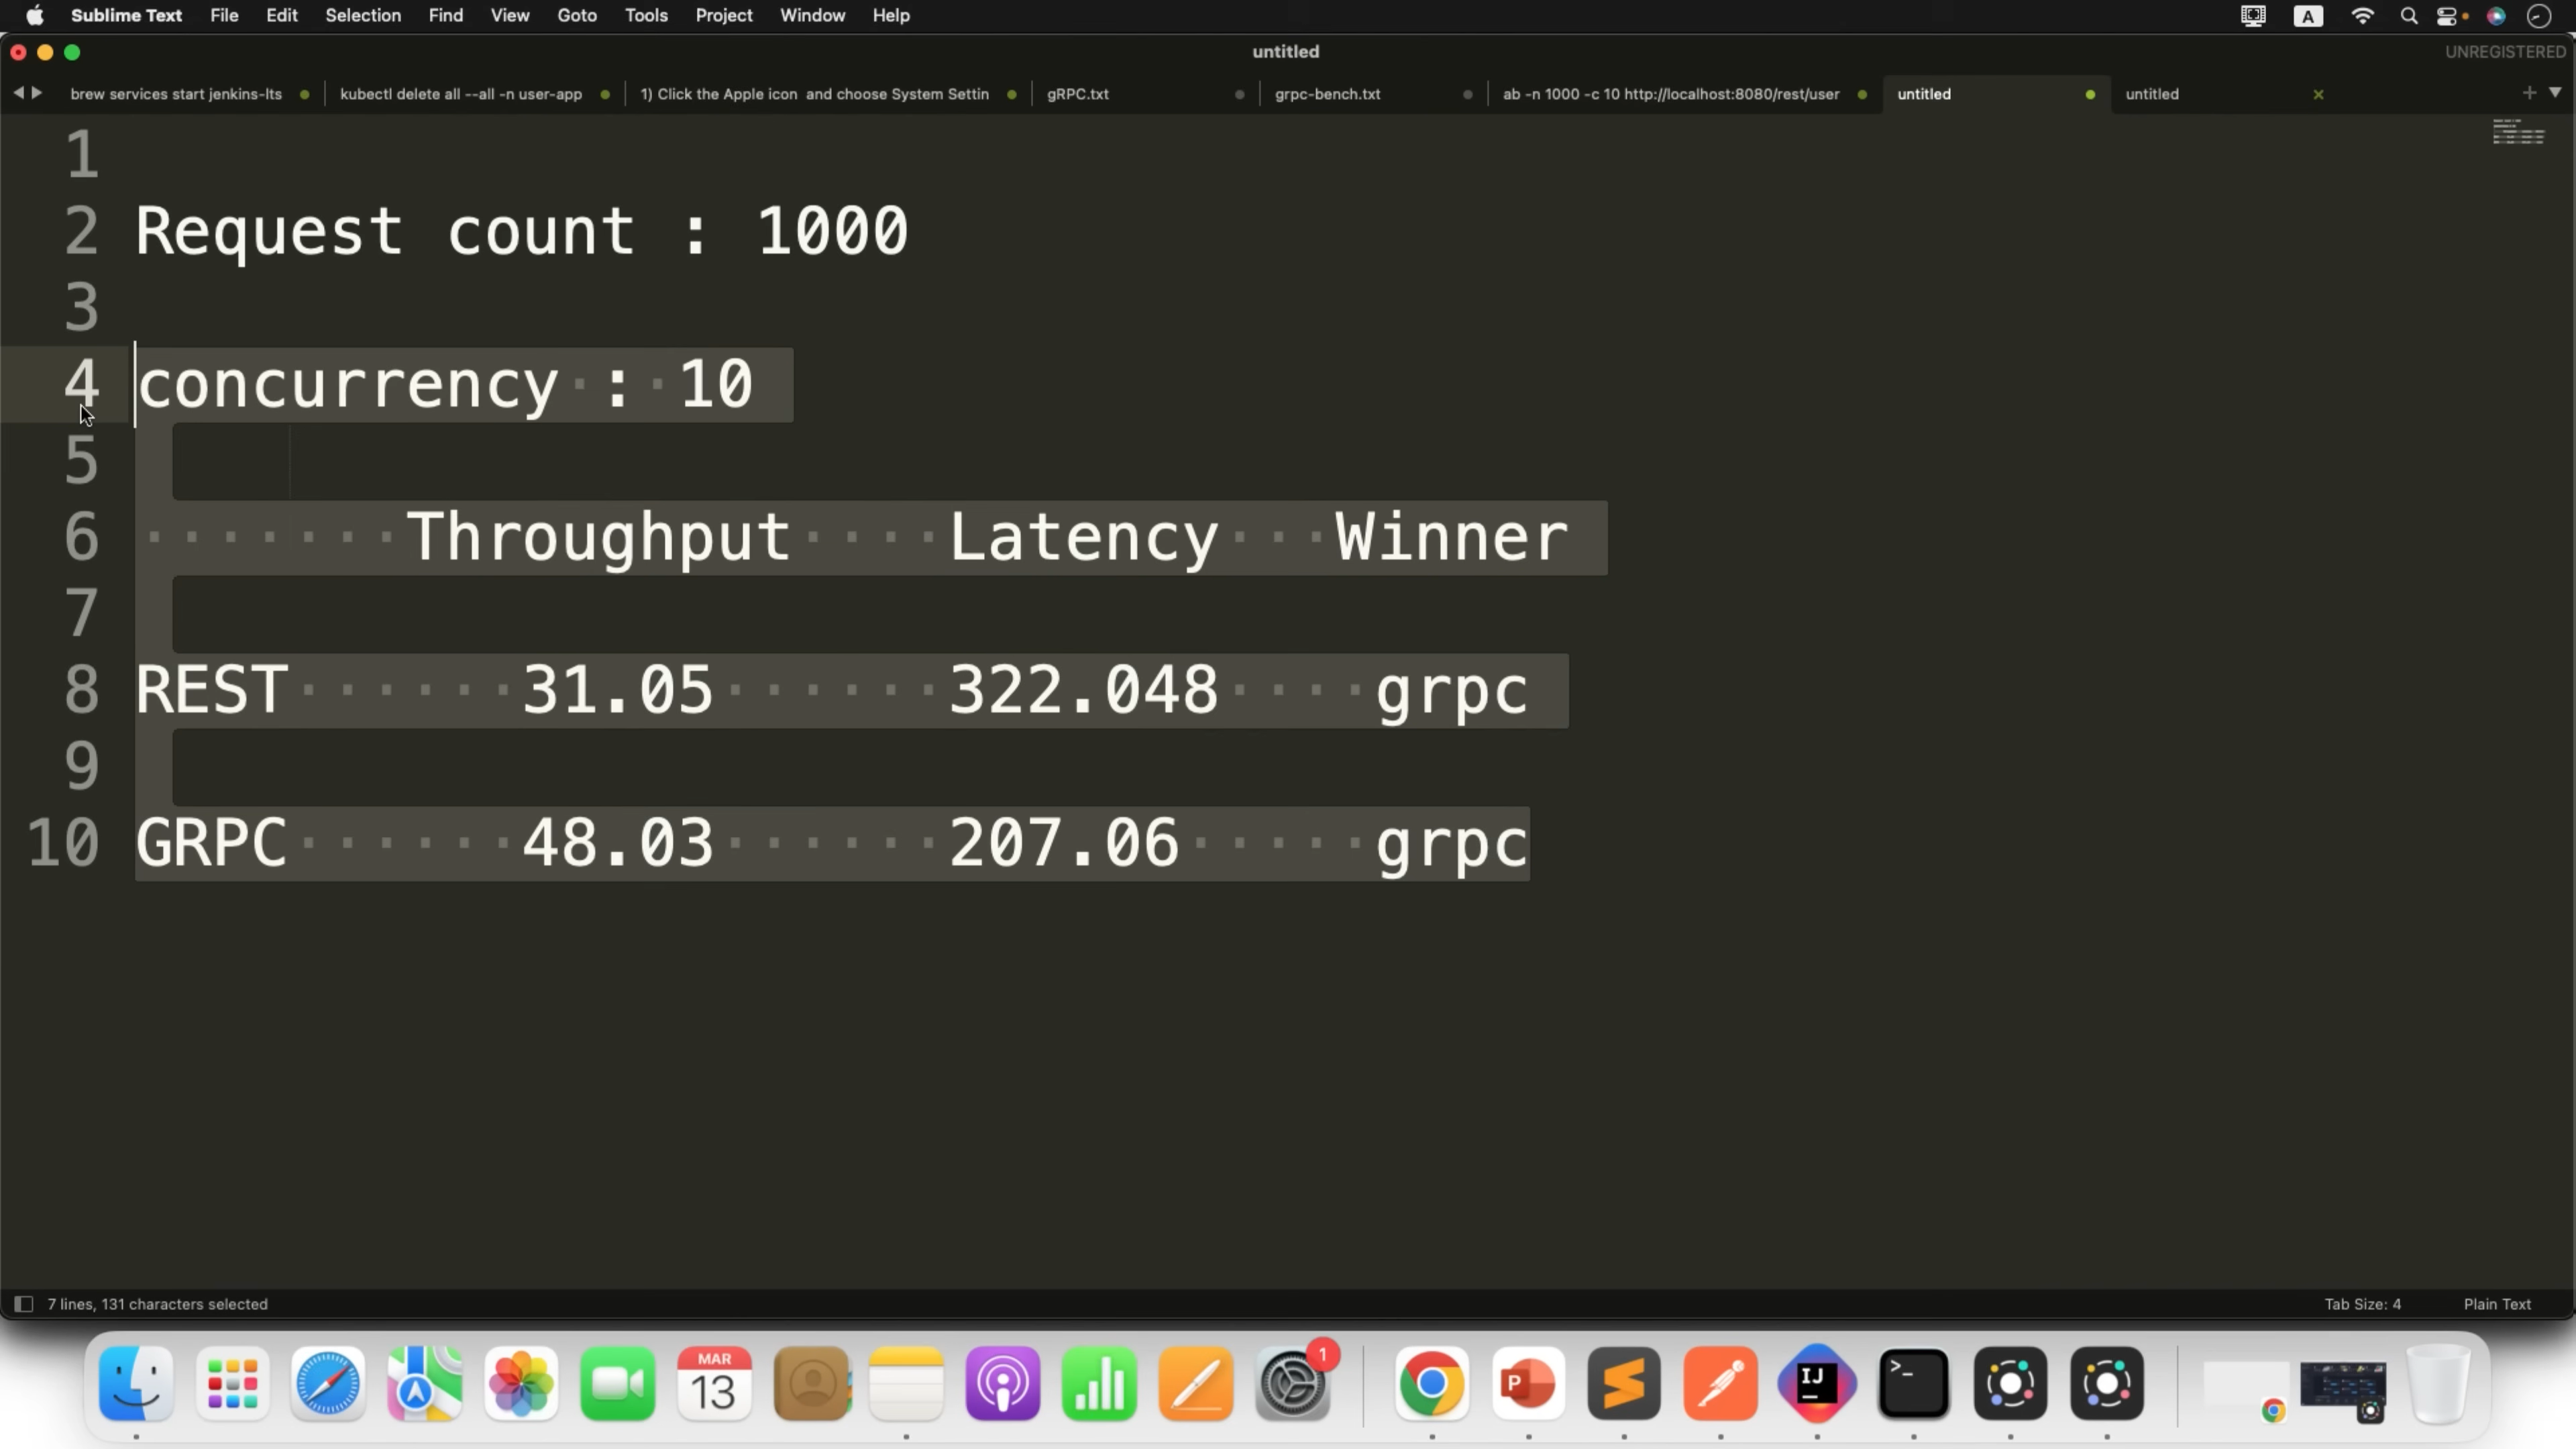 Sublime Text File Edit Selection Find View Goto Tools Project Window Help A
untitled UNREGISTERED
brew services start jenkins-lts kubectl delete all --all -n user-app 1) Click the Apple icon and choose System Settin gRPC.txt grpc-bench.txt ab -n 1000 -c 10 http://localhost:8080/rest/user untitled untitled
1
2 Request count : 1000
3
4 concurrency : 10
5
6 Throughput Latency Winner
7
8 REST 31.05 322.048 grpc
9
10 GRPC 48.03 207.06 grpc
7 lines, 131 characters selected Tab Size: 4 Plain Text
MAR
13
1
P
IJ
>_